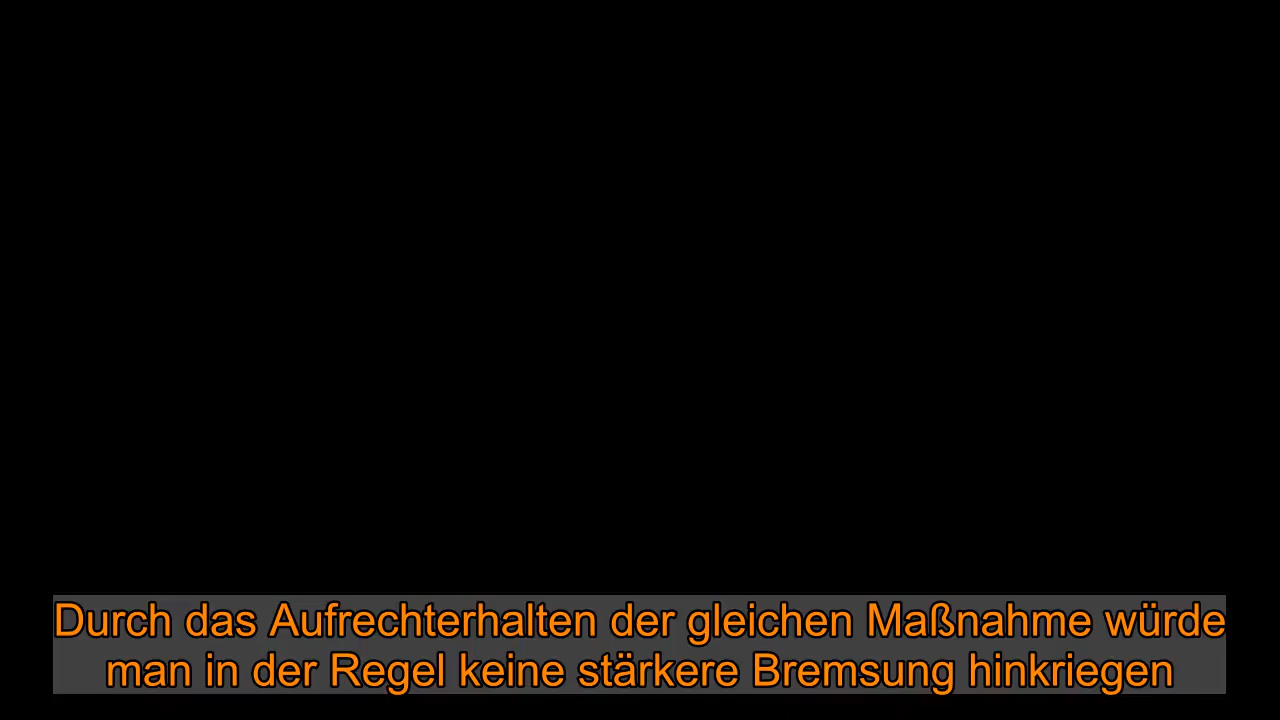 Durch das Aufrechterhalten der gleichen Maßnahme würde
man in der Regel keine stärkere Bremsung hinkriegen